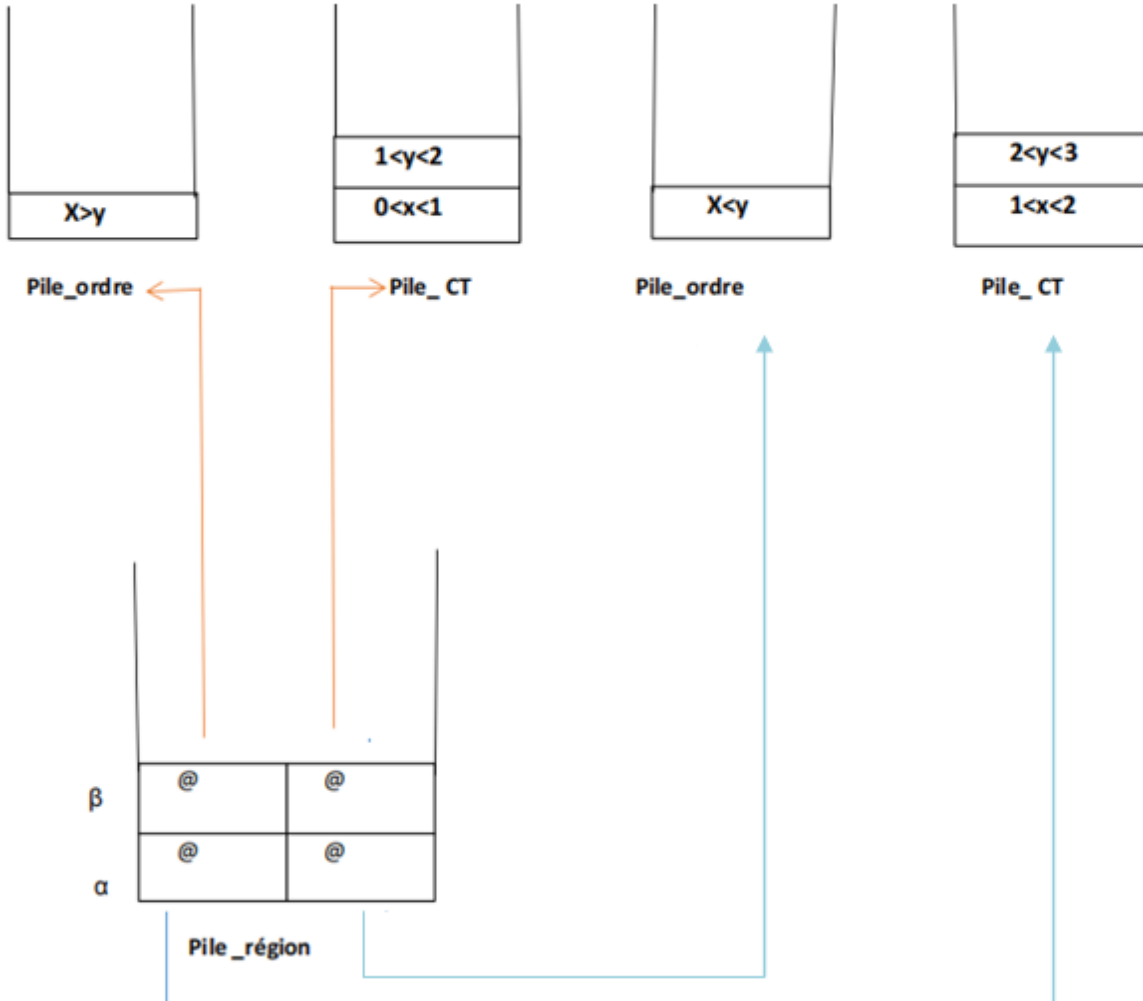 1<y<2
2<y<3
X>y
0<x<1
X<y
1<x<2
Pile_ordre
Pile_ CT
Pile_ordre
Pile_ CT
β
@
@
α
@
@
Pile _région